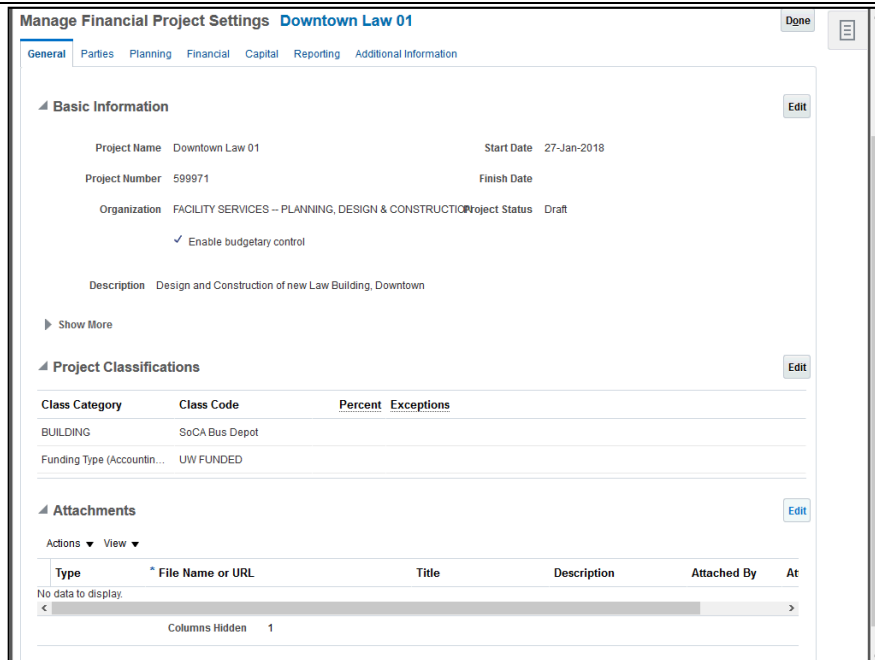 Manage Financial Project Settings Downtown Law 01
Done
General Parties Planning Financial Capital Reporting Additional Information
Basic Information
Edit
Project Name Downtown Law 01 Start Date 27-Jan-2018
Project Number 599971 Finish Date
Organization FACILITY SERVICES -- PLANNING, DESIGN & CONSTRUCTION Project Status Draft
Enable budgetary control
Description Design and Construction of new Law Building, Downtown
Show More
Project Classifications
Edit
Class Category Class Code Percent Exceptions
BUILDING SoCA Bus Depot
Funding Type (Accountin... UW FUNDED
Attachments
Edit
Actions View
Type * File Name or URL Title Description Attached By At
No data to display.
Columns Hidden 1